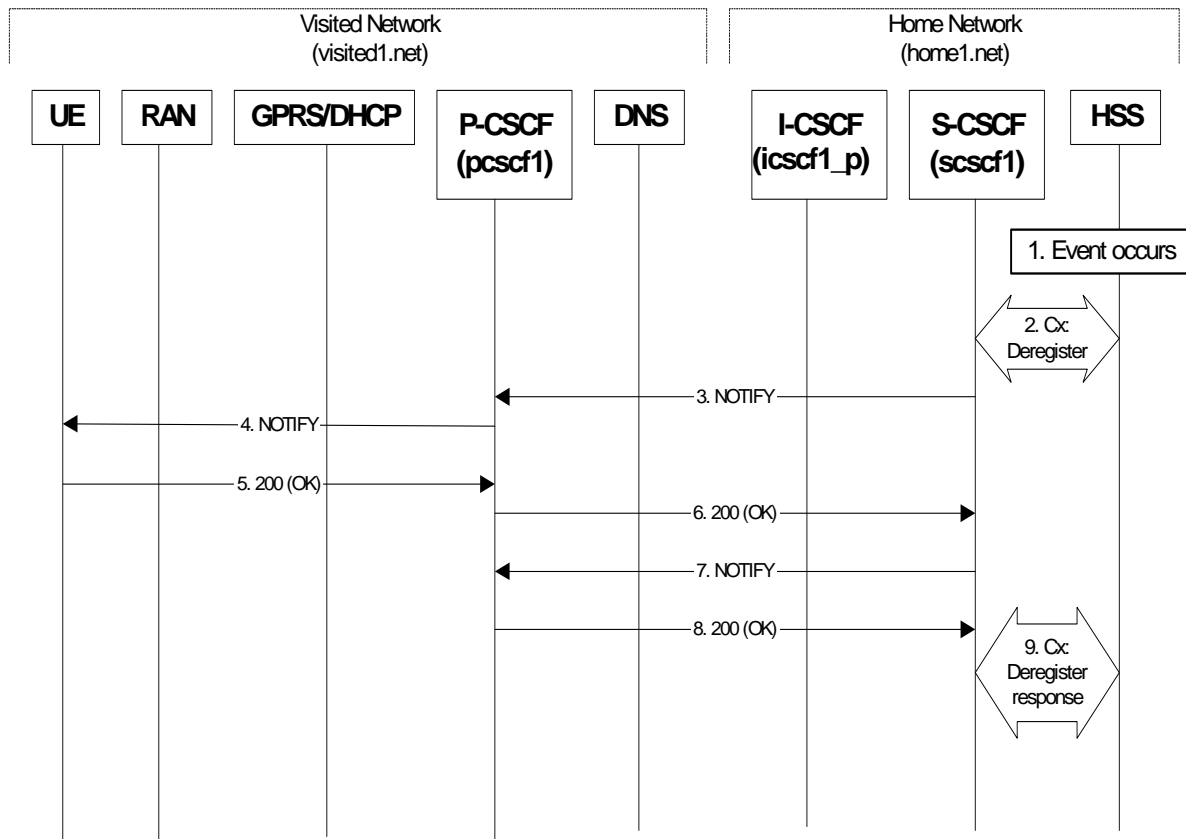 Visited Network
(visited1.net)
Home Network
(home1.net)
UE
RAN
GPRS/DHCP
P-CSCF
(pcscf1)
DNS
I-CSCF
(icscf1_p)
S-CSCF
(scscf1)
HSS
1. Event occurs
2. Cx:
Deregister
3. NOTIFY
4. NOTIFY
5. 200 (OK)
6. 200 (OK)
7. NOTIFY
8. 200 (OK)
9. Cx:
Deregister
response